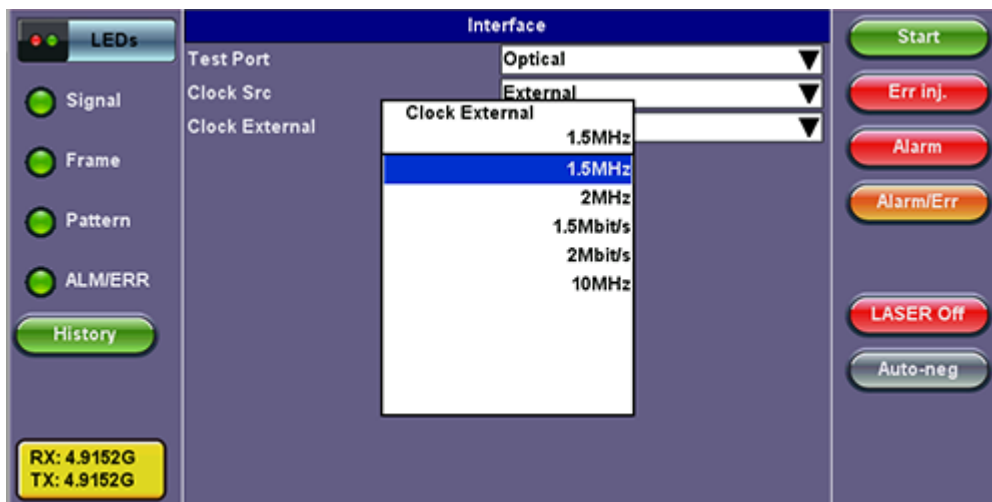 LEDs
Signal
Frame
Pattern
ALM/ERR
History
RX: 4.9152G
TX: 4.9152G
Interface
Test Port
Optical
Clock Src
External
Clock External
Clock External
1.5MHz
1.5MHz
2MHz
1.5Mbit/s
2Mbit/s
10MHz
Start
Err inj.
Alarm
Alarm/Err
LASER Off
Auto-neg